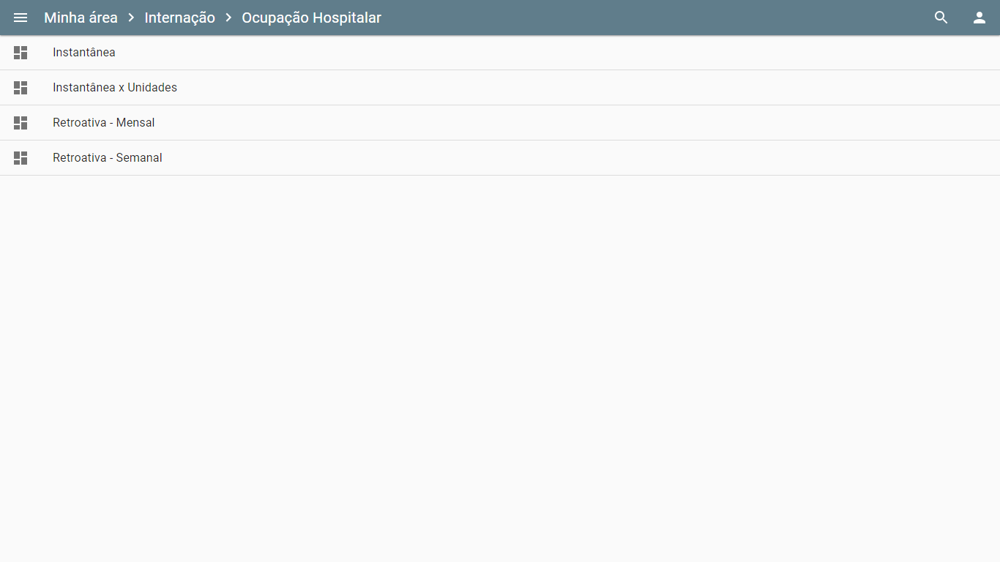 Minha área > Internação > Ocupação Hospitalar
Instantânea
Instantânea x Unidades
Retroativa - Mensal
Retroativa - Semanal